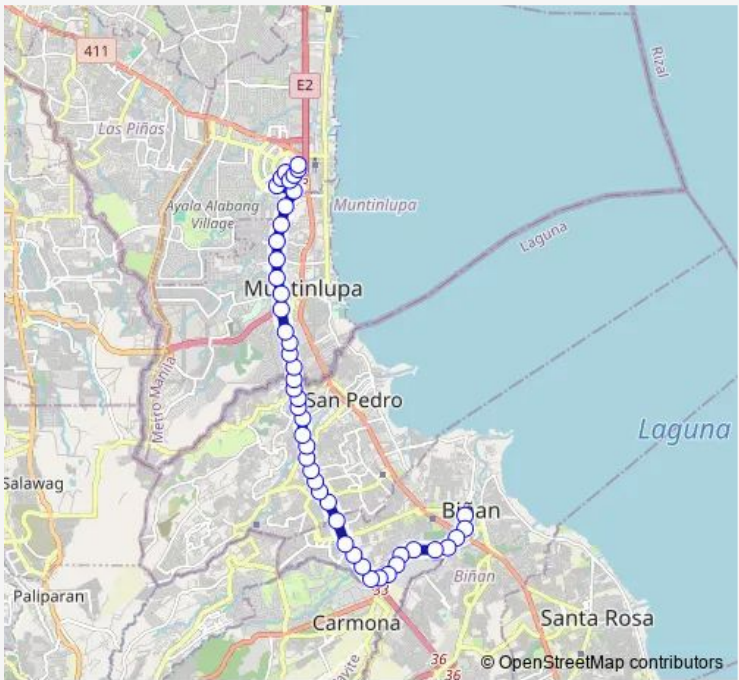 411
E2
Rizal
Las Piñas
Ayala Alabang
Village
Muntinlupa
Laguna
Muntinlupa
Metro Manila
San Pedro
Laguna
Salawag
Biñan
Biñan
Paliparan
33
Carmona
Santa Rosa
36
36
© OpenStreetMap contributors